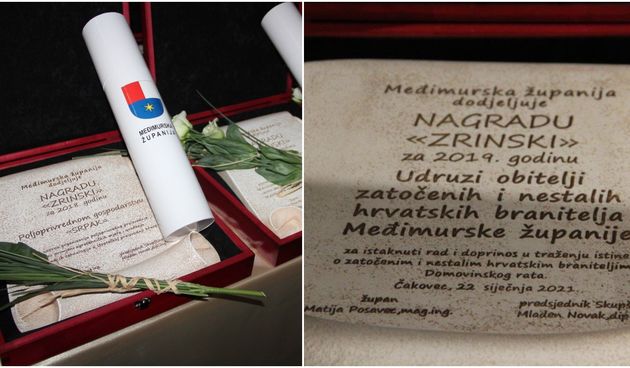 MEĐIMURSKA
ŽUPANIJA
Međimurska županija
dodjeljuje
NAGRADU
«ZRINSKI»
za 2018. godinu
Poljoprivrednom gospodarstvu
«SRPAK»
Međimurska županija
dodjeljuje
NAGRADU
«ZRINSKI»
za 2019. godinu
Udruzi obitelji
zatočenih i nestalih
hrvatskih branitelja
Međimurske županije
za istaknuti rad i doprinos u traženju istine
o zatočenim i nestalim hrvatskim braniteljima
Domovinskog rata.
Čakovec, 22 siječnja 2021.
župan predsjednik Skupš
Matija Posavec,mag.ing. Mladen Novak,dip